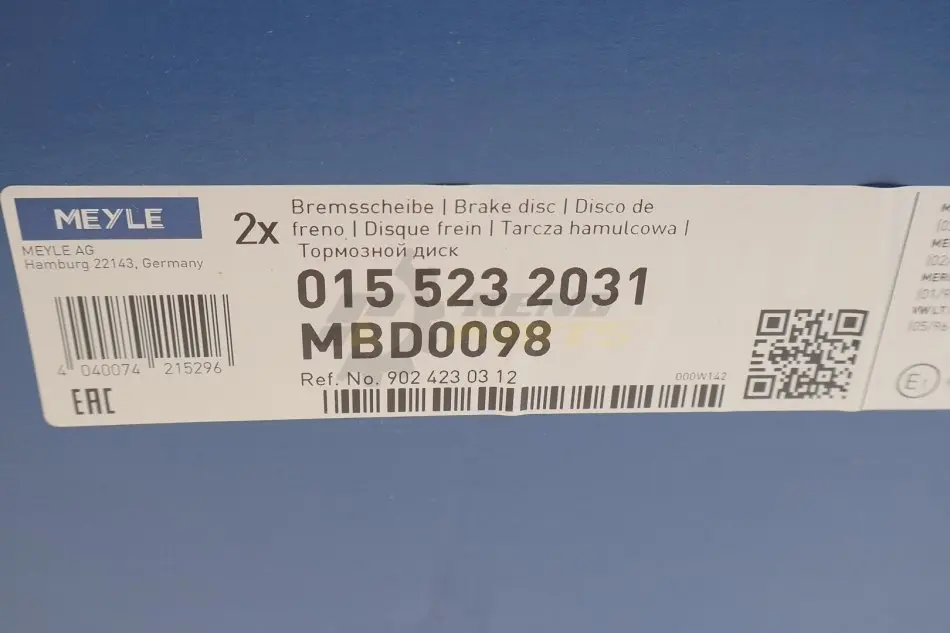 MEYLE
MEYLE AG
Hamburg 22143, Germany
4 040074 215296
EAC
2x
Bremsscheibe | Brake disc | Disco de
freno | Disque frein | Tarcza hamulcowa |
Тормозной диск
015 523 2031
MBD0098
Ref. No. 902 423 03 12
000W142
E1